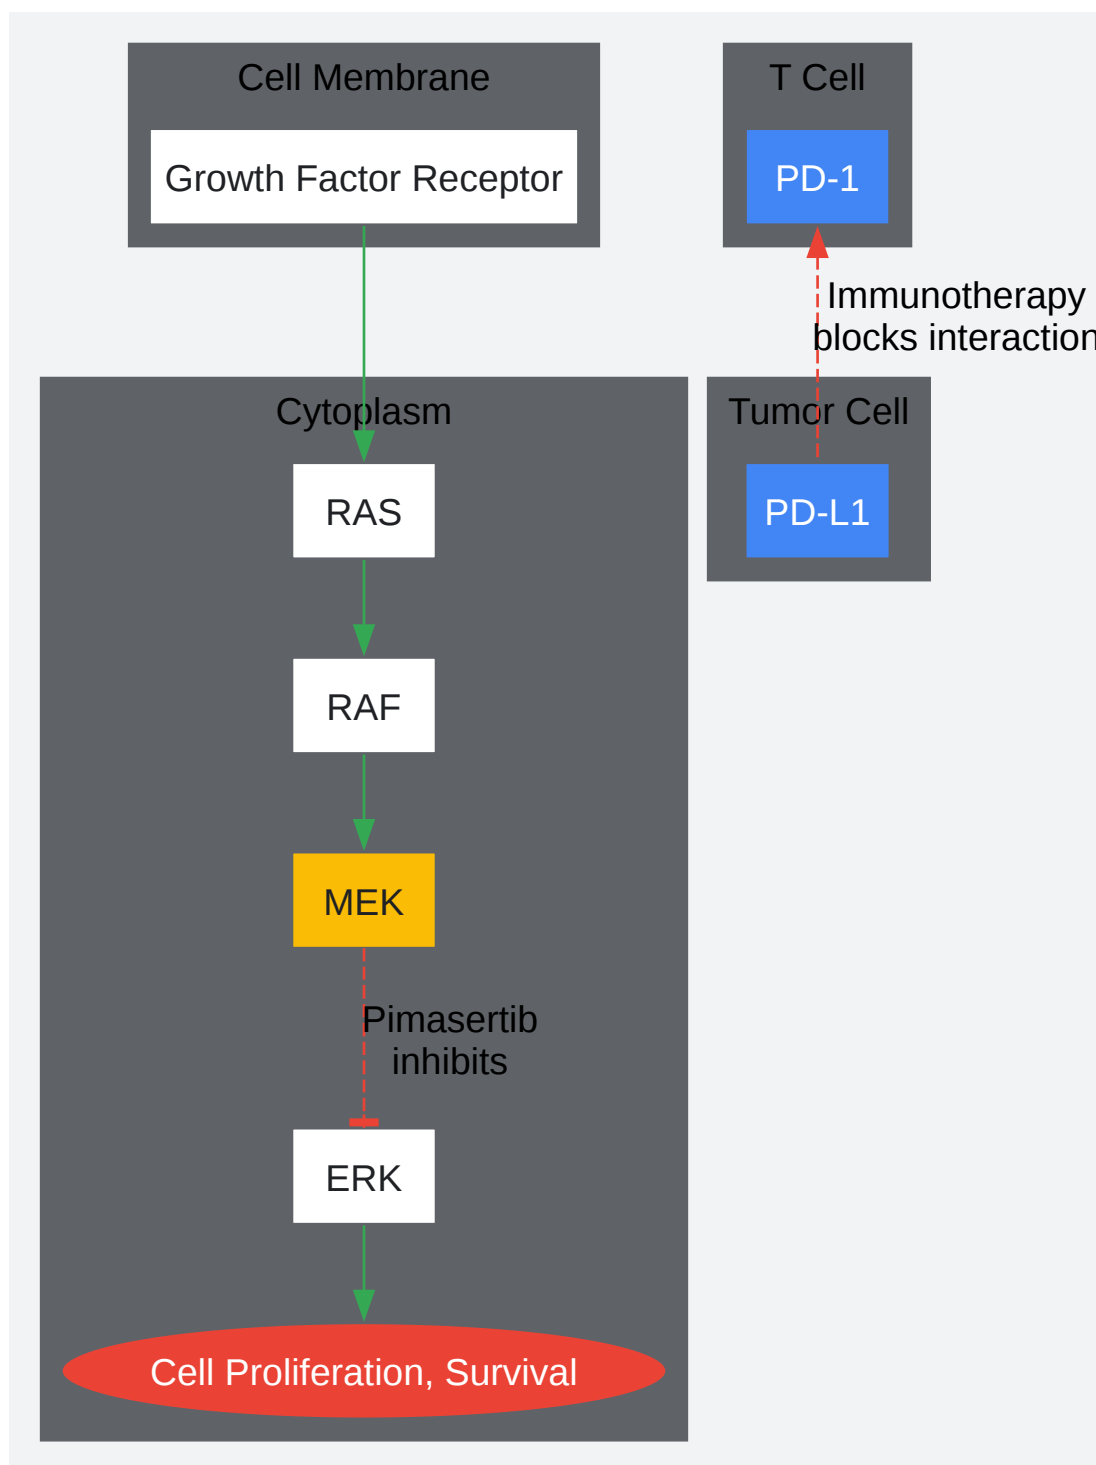 Cell Membrane
Growth Factor Receptor
T Cell
PD-1
Immunotherapy
blocks interaction
Cytoplasm
RAS
RAF
MEK
Pimasertib
inhibits
ERK
Cell Proliferation, Survival
Tumor Cell
PD-L1